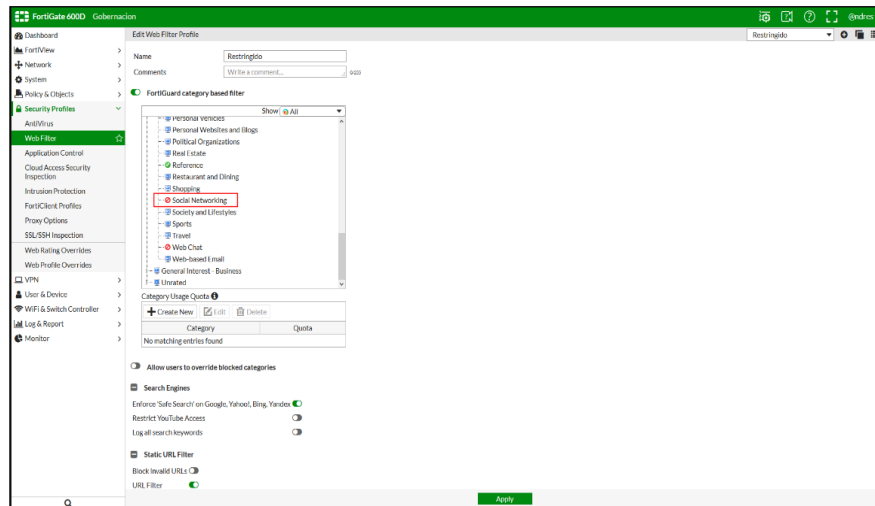 FortiGate 600D Gobernacion
@ndres
Dashboard
FortiView
Network
System
Policy & Objects
Security Profiles
AntiVirus
Web Filter
Application Control
Cloud Access Security
Inspection
Intrusion Protection
FortiClient Profiles
Proxy Options
SSL/SSH Inspection
Web Rating Overrides
Web Profile Overrides
VPN
User & Device
WiFi & Switch Controller
Log & Report
Monitor
Edit Web Filter Profile
Restringido
Name Restringido
Comments Write a comment... 0/255
FortiGuard category based filter
Show All
Personal Vehicles
Personal Websites and Blogs
Political Organizations
Real Estate
Reference
Restaurant and Dining
Shopping
Social Networking
Society and Lifestyles
Sports
Travel
Web Chat
Web-based Email
General Interest - Business
Unrated
Category Usage Quota
Create New Edit Delete
Category Quota
No matching entries found
Allow users to override blocked categories
Search Engines
Enforce 'Safe Search' on Google, Yahoo!, Bing, Yandex
Restrict YouTube Access
Log all search keywords
Static URL Filter
Block invalid URLs
URL Filter
Apply